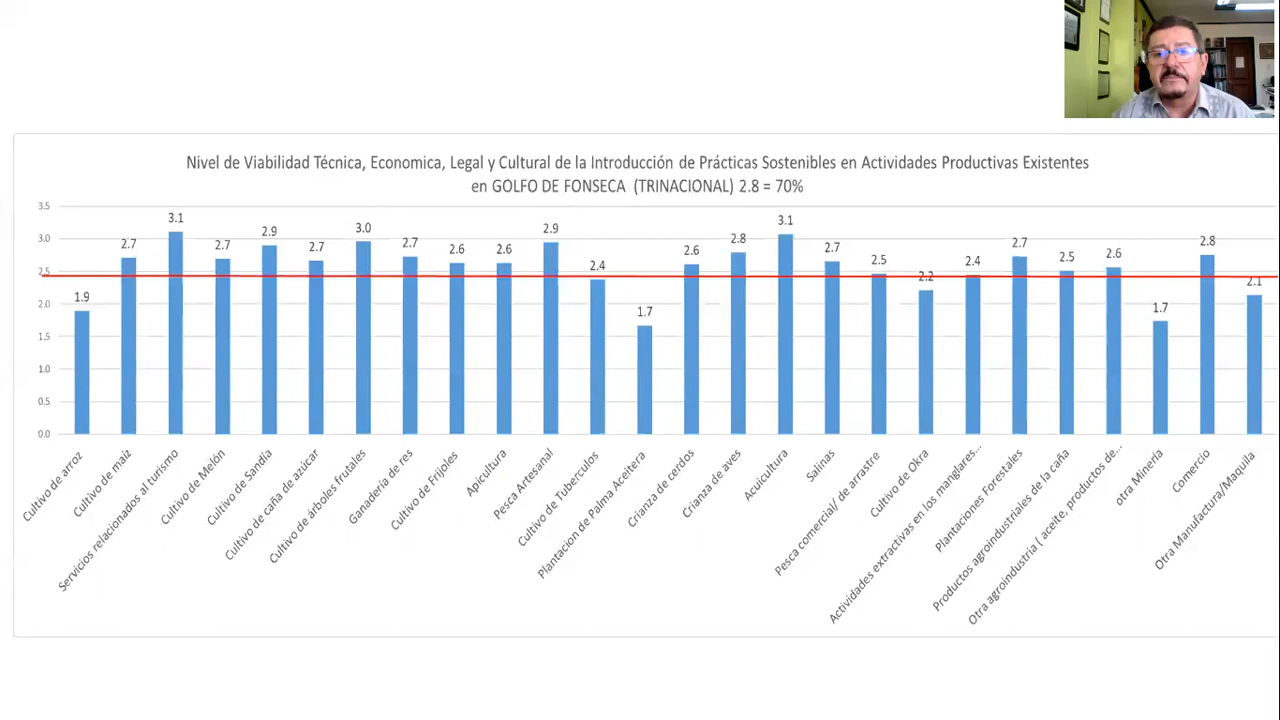 Nivel de Viabilidad Técnica, Economica, Legal y Cultural de la Introducción de Prácticas Sostenibles en Actividades Productivas Existentes
en GOLFO DE FONSECA (TRINACIONAL) 2.8 = 70%
3.5
3.0
2.5
2.0
1.5
1.0
0.5
0.0
1.9
2.7
3.1
2.7
2.9
2.7
3.0
2.7
2.6
2.6
2.9
2.4
1.7
2.6
2.8
3.1
2.7
2.5
2.2
2.4
2.7
2.5
2.6
1.7
2.8
2.1
Cultivo de arroz
Cultivo de maiz
Servicios relacionados al turismo
Cultivo de Melón
Cultivo de Sandia
Cultivo de caña de azúcar
Cultivo de árboles frutales
Ganaderia de res
Cultivo de Frijoles
Apicultura
Pesca Artesanal
Cultivo de Tuberculos
Plantacion de Palma Aceitera
Crianza de cerdos
Crianza de aves
Acuicultura
Salinas
Pesca comercial/ de arrastre
Cultivo de Okra
Actividades extractivas en los manglares...
Plantaciones Forestales
Productos agroindustriales de la caña
Otra agroindustria ( aceite, productos de...
otra Minería
Comercio
Otra Manufactura/Maquila